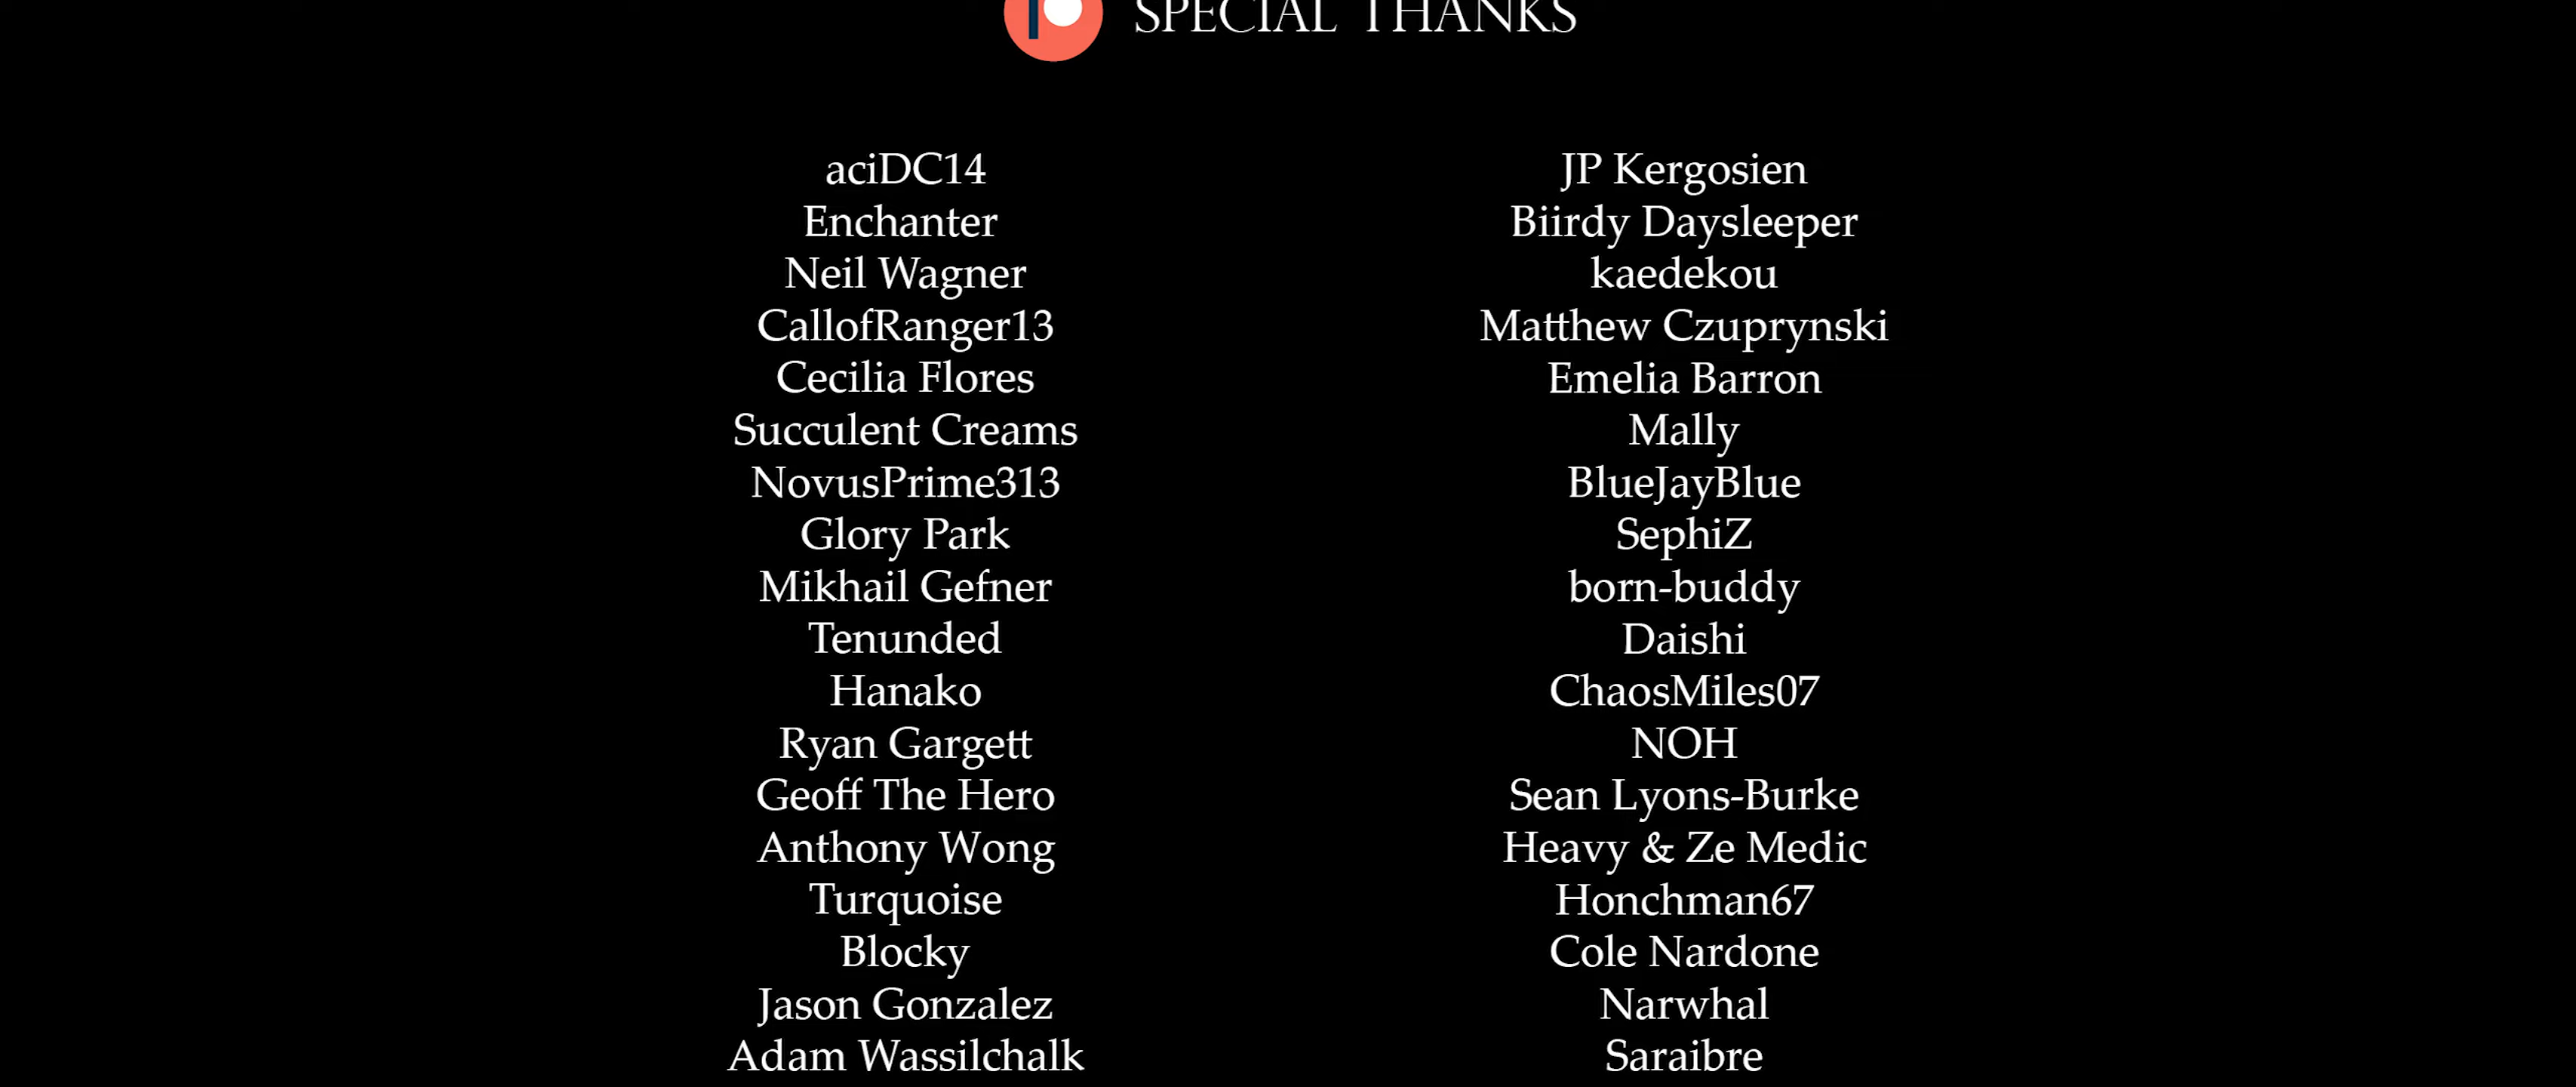 SPECIAL THANKS
aciDC14
Enchanter
Neil Wagner
CallofRanger13
Cecilia Flores
Succulent Creams
NovusPrime313
Glory Park
Mikhail Gefner
Tenunded
Hanako
Ryan Gargett
Geoff The Hero
Anthony Wong
Turquoise
Blocky
Jason Gonzalez
Adam Wassilchalk
JP Kergosien
Biirdy Daysleeper
kaedekou
Matthew Czuprynski
Emelia Barron
Mally
BlueJayBlue
SephiZ
born-buddy
Daishi
ChaosMiles07
NOH
Sean Lyons-Burke
Heavy & Ze Medic
Honchman67
Cole Nardone
Narwhal
Saraibre